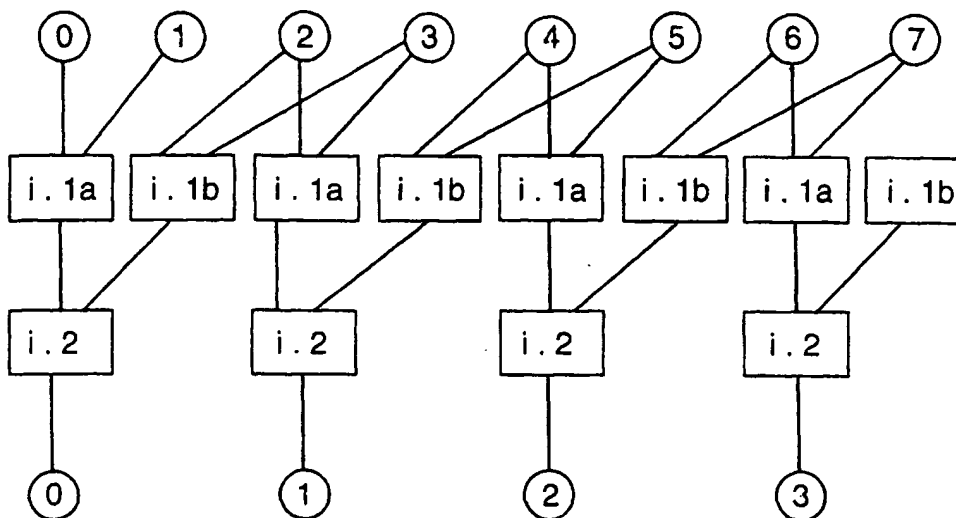 0 1 2 3 4 5 6 7
i . 1a i . 1b i . 1a i . 1b i . 1a i . 1b i . 1a i . 1b
i . 2 i . 2 i . 2 i . 2
0 1 2 3